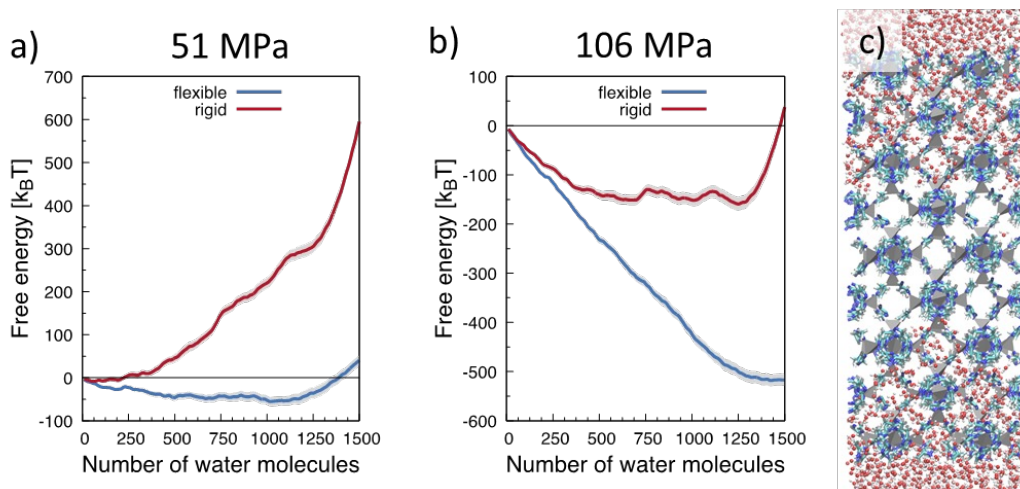 a)
51 MPa
700
600
500
400
300
200
100
0
-100
0
250
500
750
1000
1250
1500
Free energy [k_BT]
Number of water molecules
flexible
rigid
b)
106 MPa
100
0
-100
-200
-300
-400
-500
-600
0
250
500
750
1000
1250
1500
Free energy [k_BT]
Number of water molecules
flexible
rigid
c)